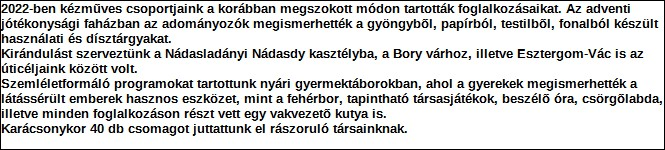 2022-ben kézműves csoportjaink a korábban megszokott módon tartották foglalkozásaikat. Az adventi
jótékonysági faházban az adományozók megismerhették a gyöngyből, papírból, testilből, fonalból készült
használati és dísztárgyakat.
Kirándulást szerveztünk a Nádasladányi Nádasdy kastélyba, a Bory várhoz, illetve Esztergom-Vác is az
úticéljaink között volt.
Szemléletformáló programokat tartottunk nyári gyermektáborokban, ahol a gyerekek megismerhették a
látássérült emberek hasznos eszközet, mint a fehérbor, tapintható társasjátékok, beszélő óra, csörgőlabda,
illetve minden foglalkozáson részt vett egy vakvezető kutya is.
Karácsonykor 40 db csomagot juttattunk el rászoruló társainknak.